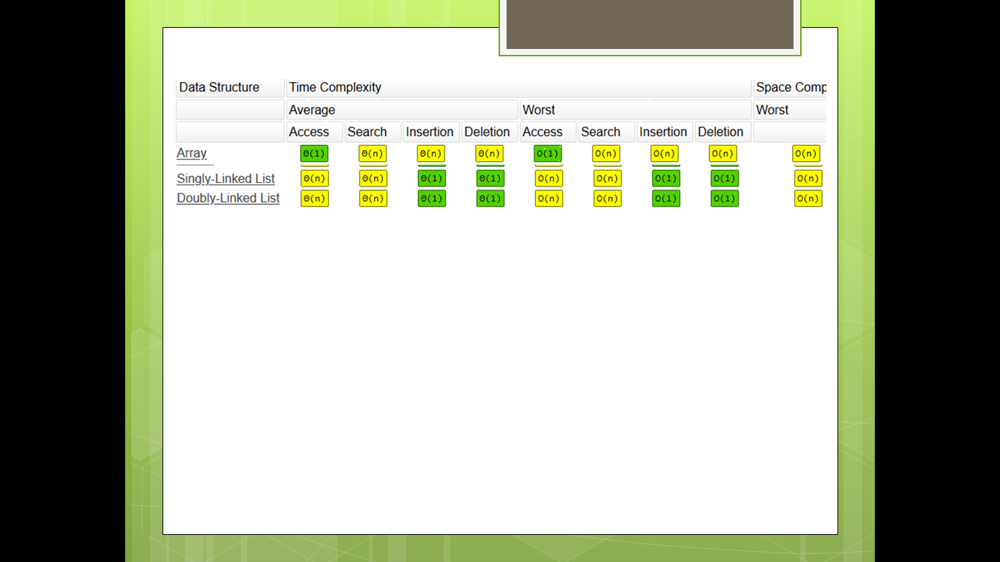 Data Structure Time Complexity Space Comp
Average Worst Worst
Access Search Insertion Deletion Access Search Insertion Deletion
Array Θ(1) Θ(n) Θ(n) Θ(n) O(1) O(n) O(n) O(n) O(n)
Singly-Linked List Θ(n) Θ(n) Θ(1) Θ(1) O(n) O(n) O(1) O(1) O(n)
Doubly-Linked List Θ(n) Θ(n) Θ(1) Θ(1) O(n) O(n) O(1) O(1) O(n)